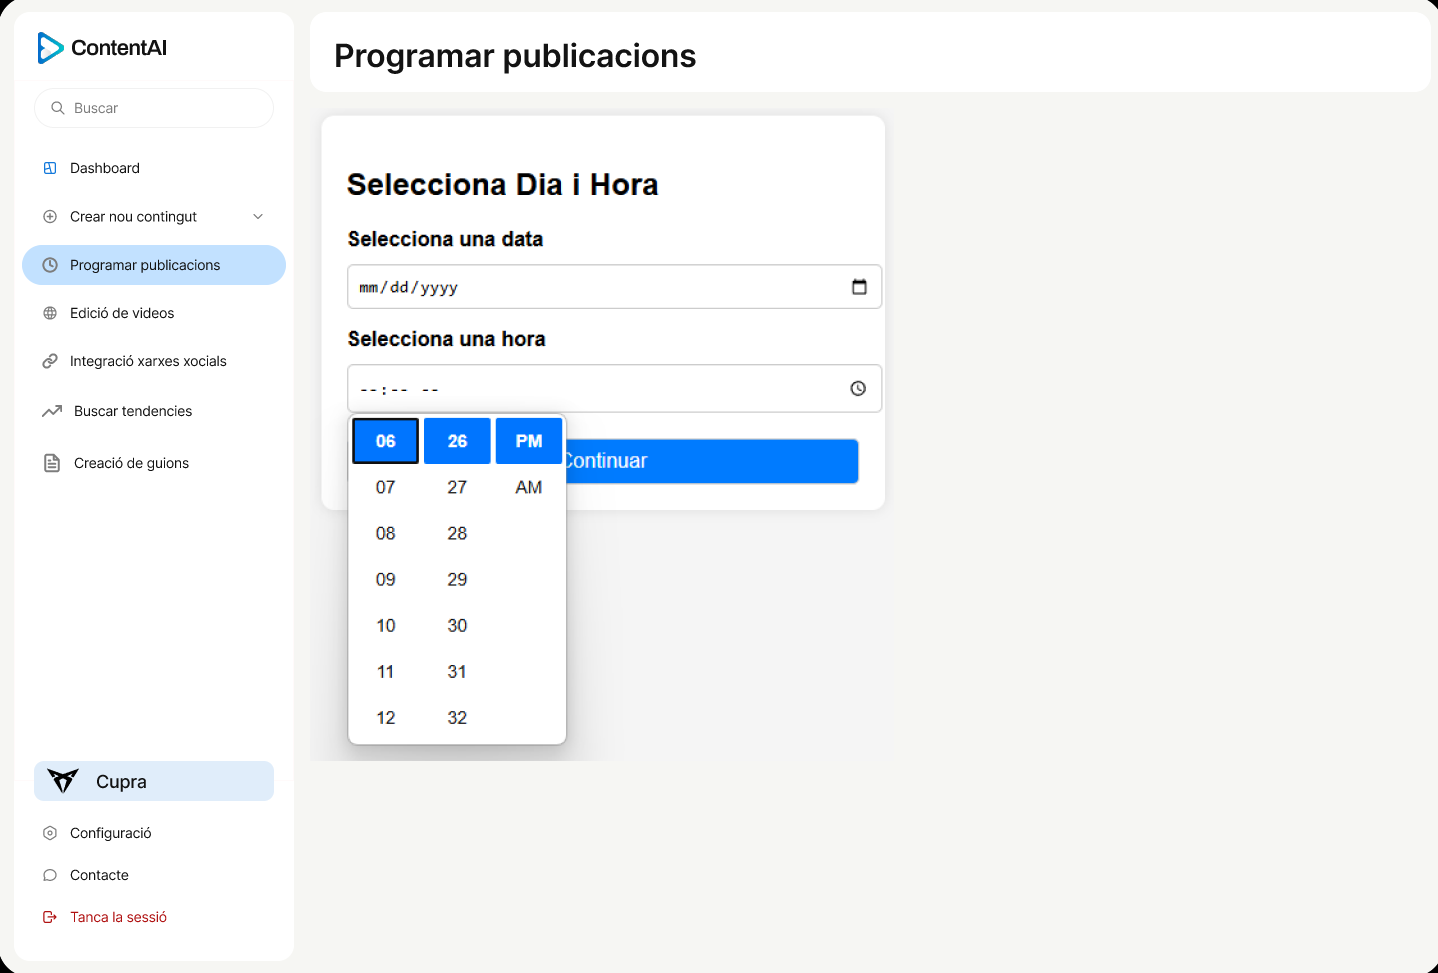 ContentAI
Buscar
Dashboard
Crear nou contingut
Programar publicacions
Edició de videos
Integració xarxes xocials
Buscar tendencies
Creació de guions
Cupra
Configuració
Contacte
Tanca la sessió
Programar publicacions
Selecciona Dia i Hora
Selecciona una data
mm/dd/yyyy
Selecciona una hora
--:-- --
Continuar
06 26 PM
07 27 AM
08 28
09 29
10 30
11 31
12 32